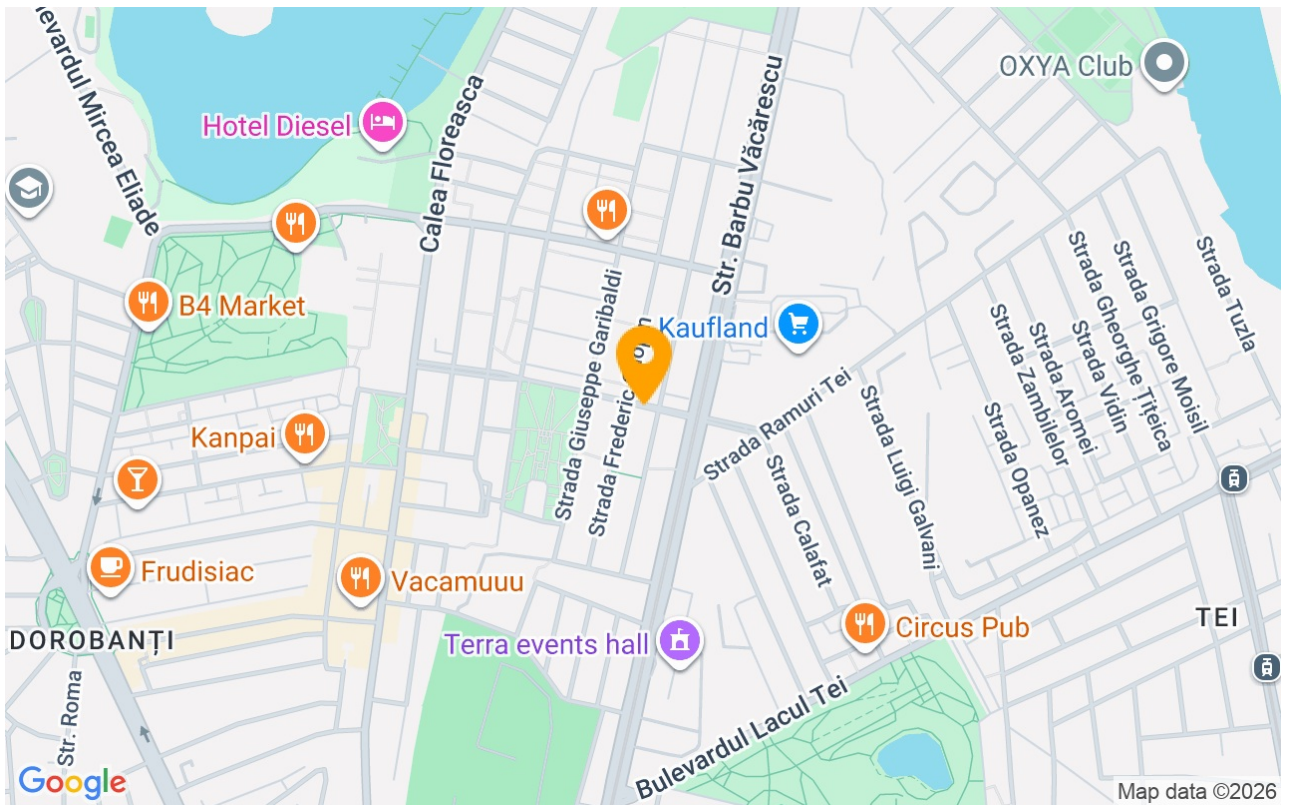 Bulevardul Mircea Eliade
OXYA Club
Hotel Diesel
Calea Floreasca
Str. Barbu Văcărescu
B4 Market
Strada Giuseppe Garibaldi
Kaufland
Strada Grigore Moisil
Strada Tuzla
Strada Gheorghe Țițeica
Strada Vidin
Strada Aromei
Strada Zambilelor
Strada Opanez
Kanpai
Strada Frederic
Strada Ramuri Tei
Strada Luigi Galvani
Strada Calafat
Frudisiac
Vacamuuu
DOROBANȚI
Terra events hall
Circus Pub
TEI
Str. Roma
Bulevardul Lacul Tei
Google
Map data ©2026